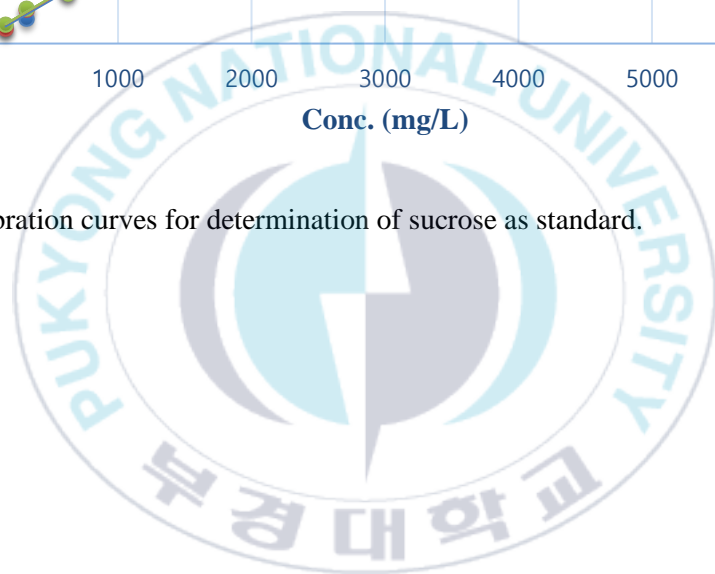 1000 2000 3000 4000 5000
Conc. (mg/L)
bration curves for determination of sucrose as standard.
PUKYONG NATIONAL UNIVERSITY
부경대학교